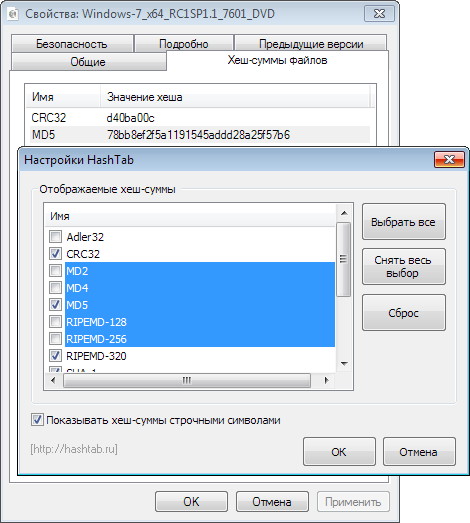 Свойства: Windows-7_x64_RC1SP1.1_7601_DVD
Безопасность
Подробно
Предыдущие версии
Общие
Хеш-суммы файлов
Имя Значение хеша
CRC32 d40ba00c
MD5 78bb8ef2f5a1191545addd28a25f57b6
Настройки HashTab
Отображаемые хеш-суммы
Имя
Adler32
CRC32
MD2
MD4
MD5
RIPEMD-128
RIPEMD-256
RIPEMD-320
SHA-1
Выбрать все
Снять весь
выбор
Сброс
Показывать хеш-суммы строчными символами
[http://hashtab.ru]
OK
Отмена
OK
Отмена
Применить